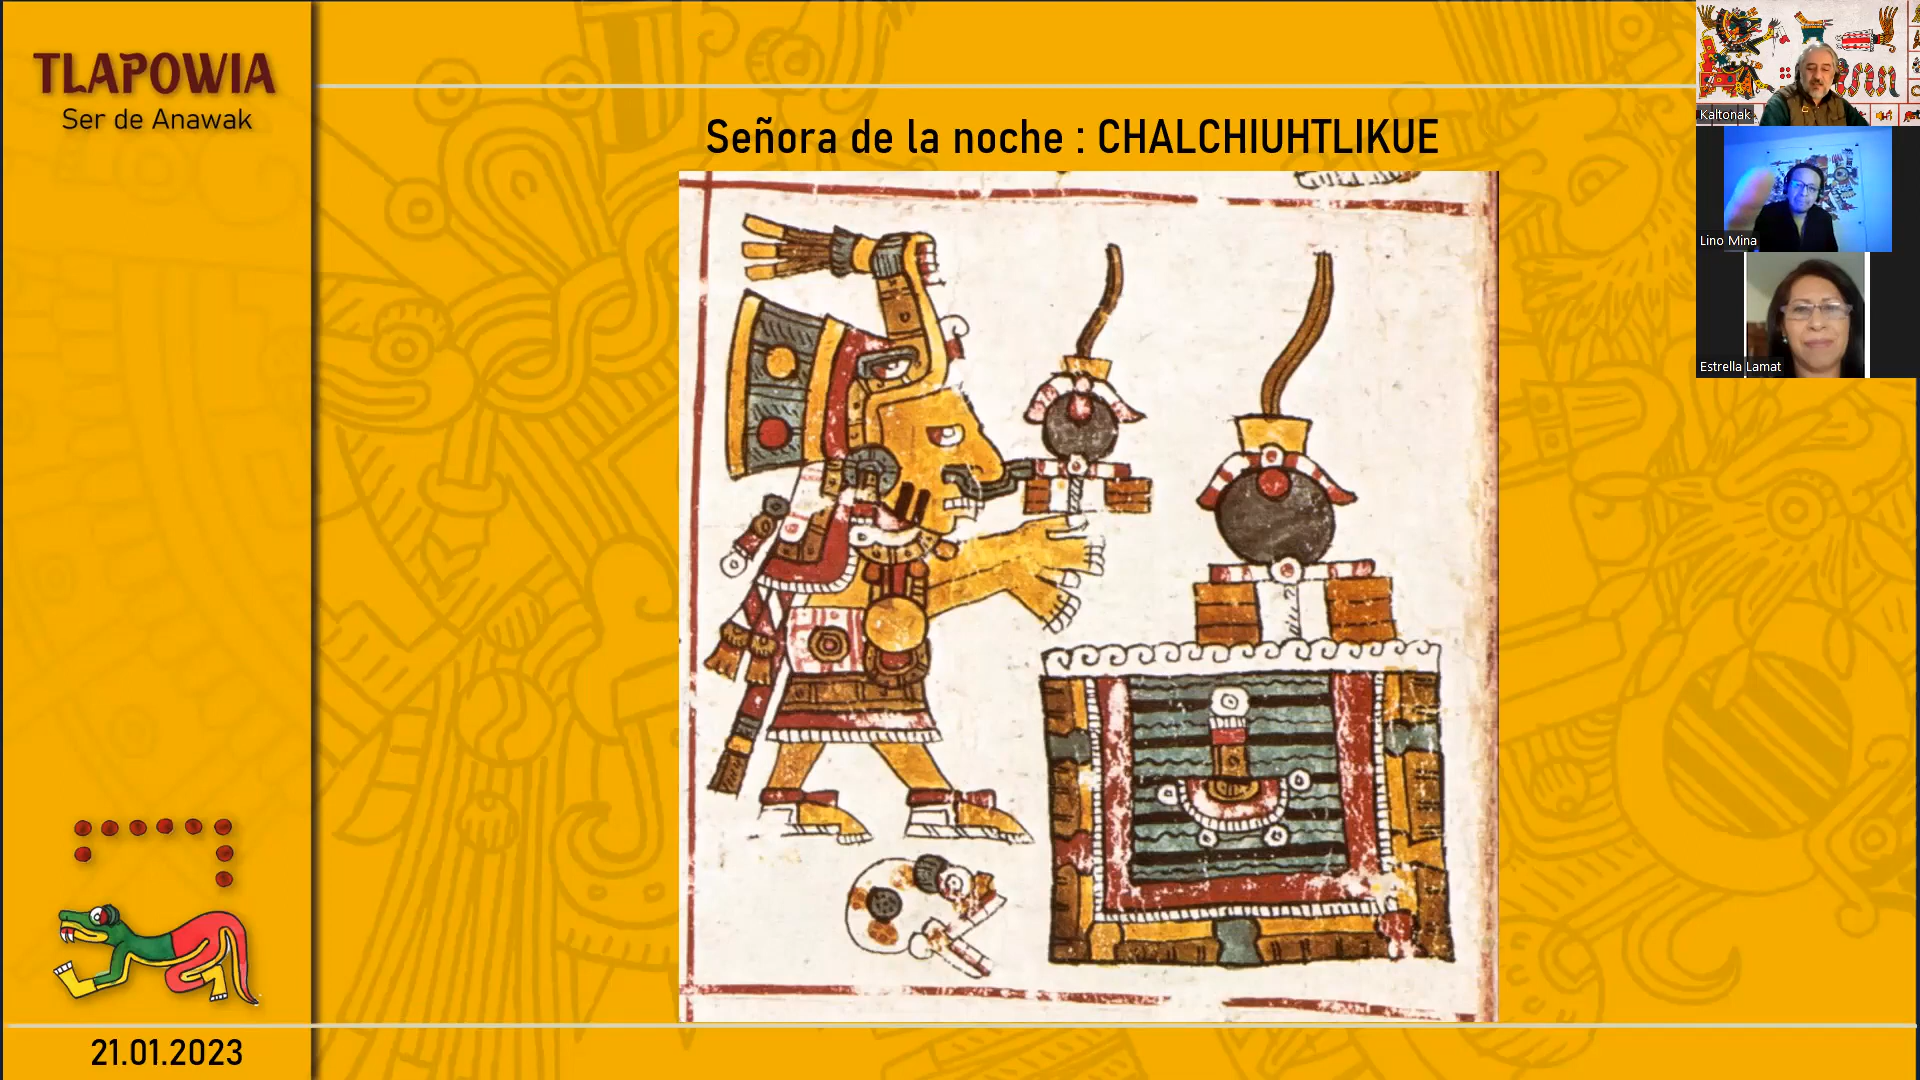 TLAPOWIA
Ser de Anawak
Señora de la noche : CHALCHIUHTLIKUE
Kaltonak
Lino Mina
Estrella Lamat
21.01.2023